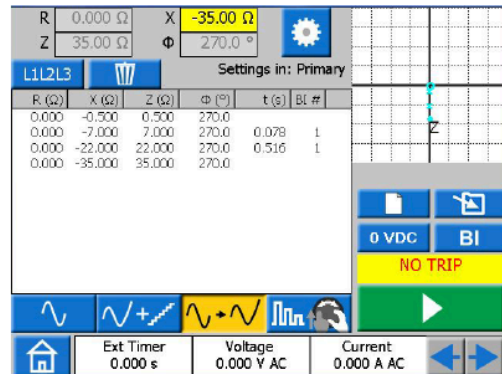 R 0.000 Ω X -35.00 Ω
Z 35.00 Ω Φ 270.0 °
L1L2L3 Settings in: Primary
R (Ω) X (Ω) Z (Ω) Φ (º) t (s) BI #
0.000 -0.500 0.500 270.0
0.000 -7.000 7.000 270.0 0.078 1
0.000 -22.000 22.000 270.0 0.516 1
0.000 -35.000 35.000 270.0
Z
0 VDC BI
NO TRIP
Ext Timer Voltage Current
0.000 s 0.000 V AC 0.000 A AC